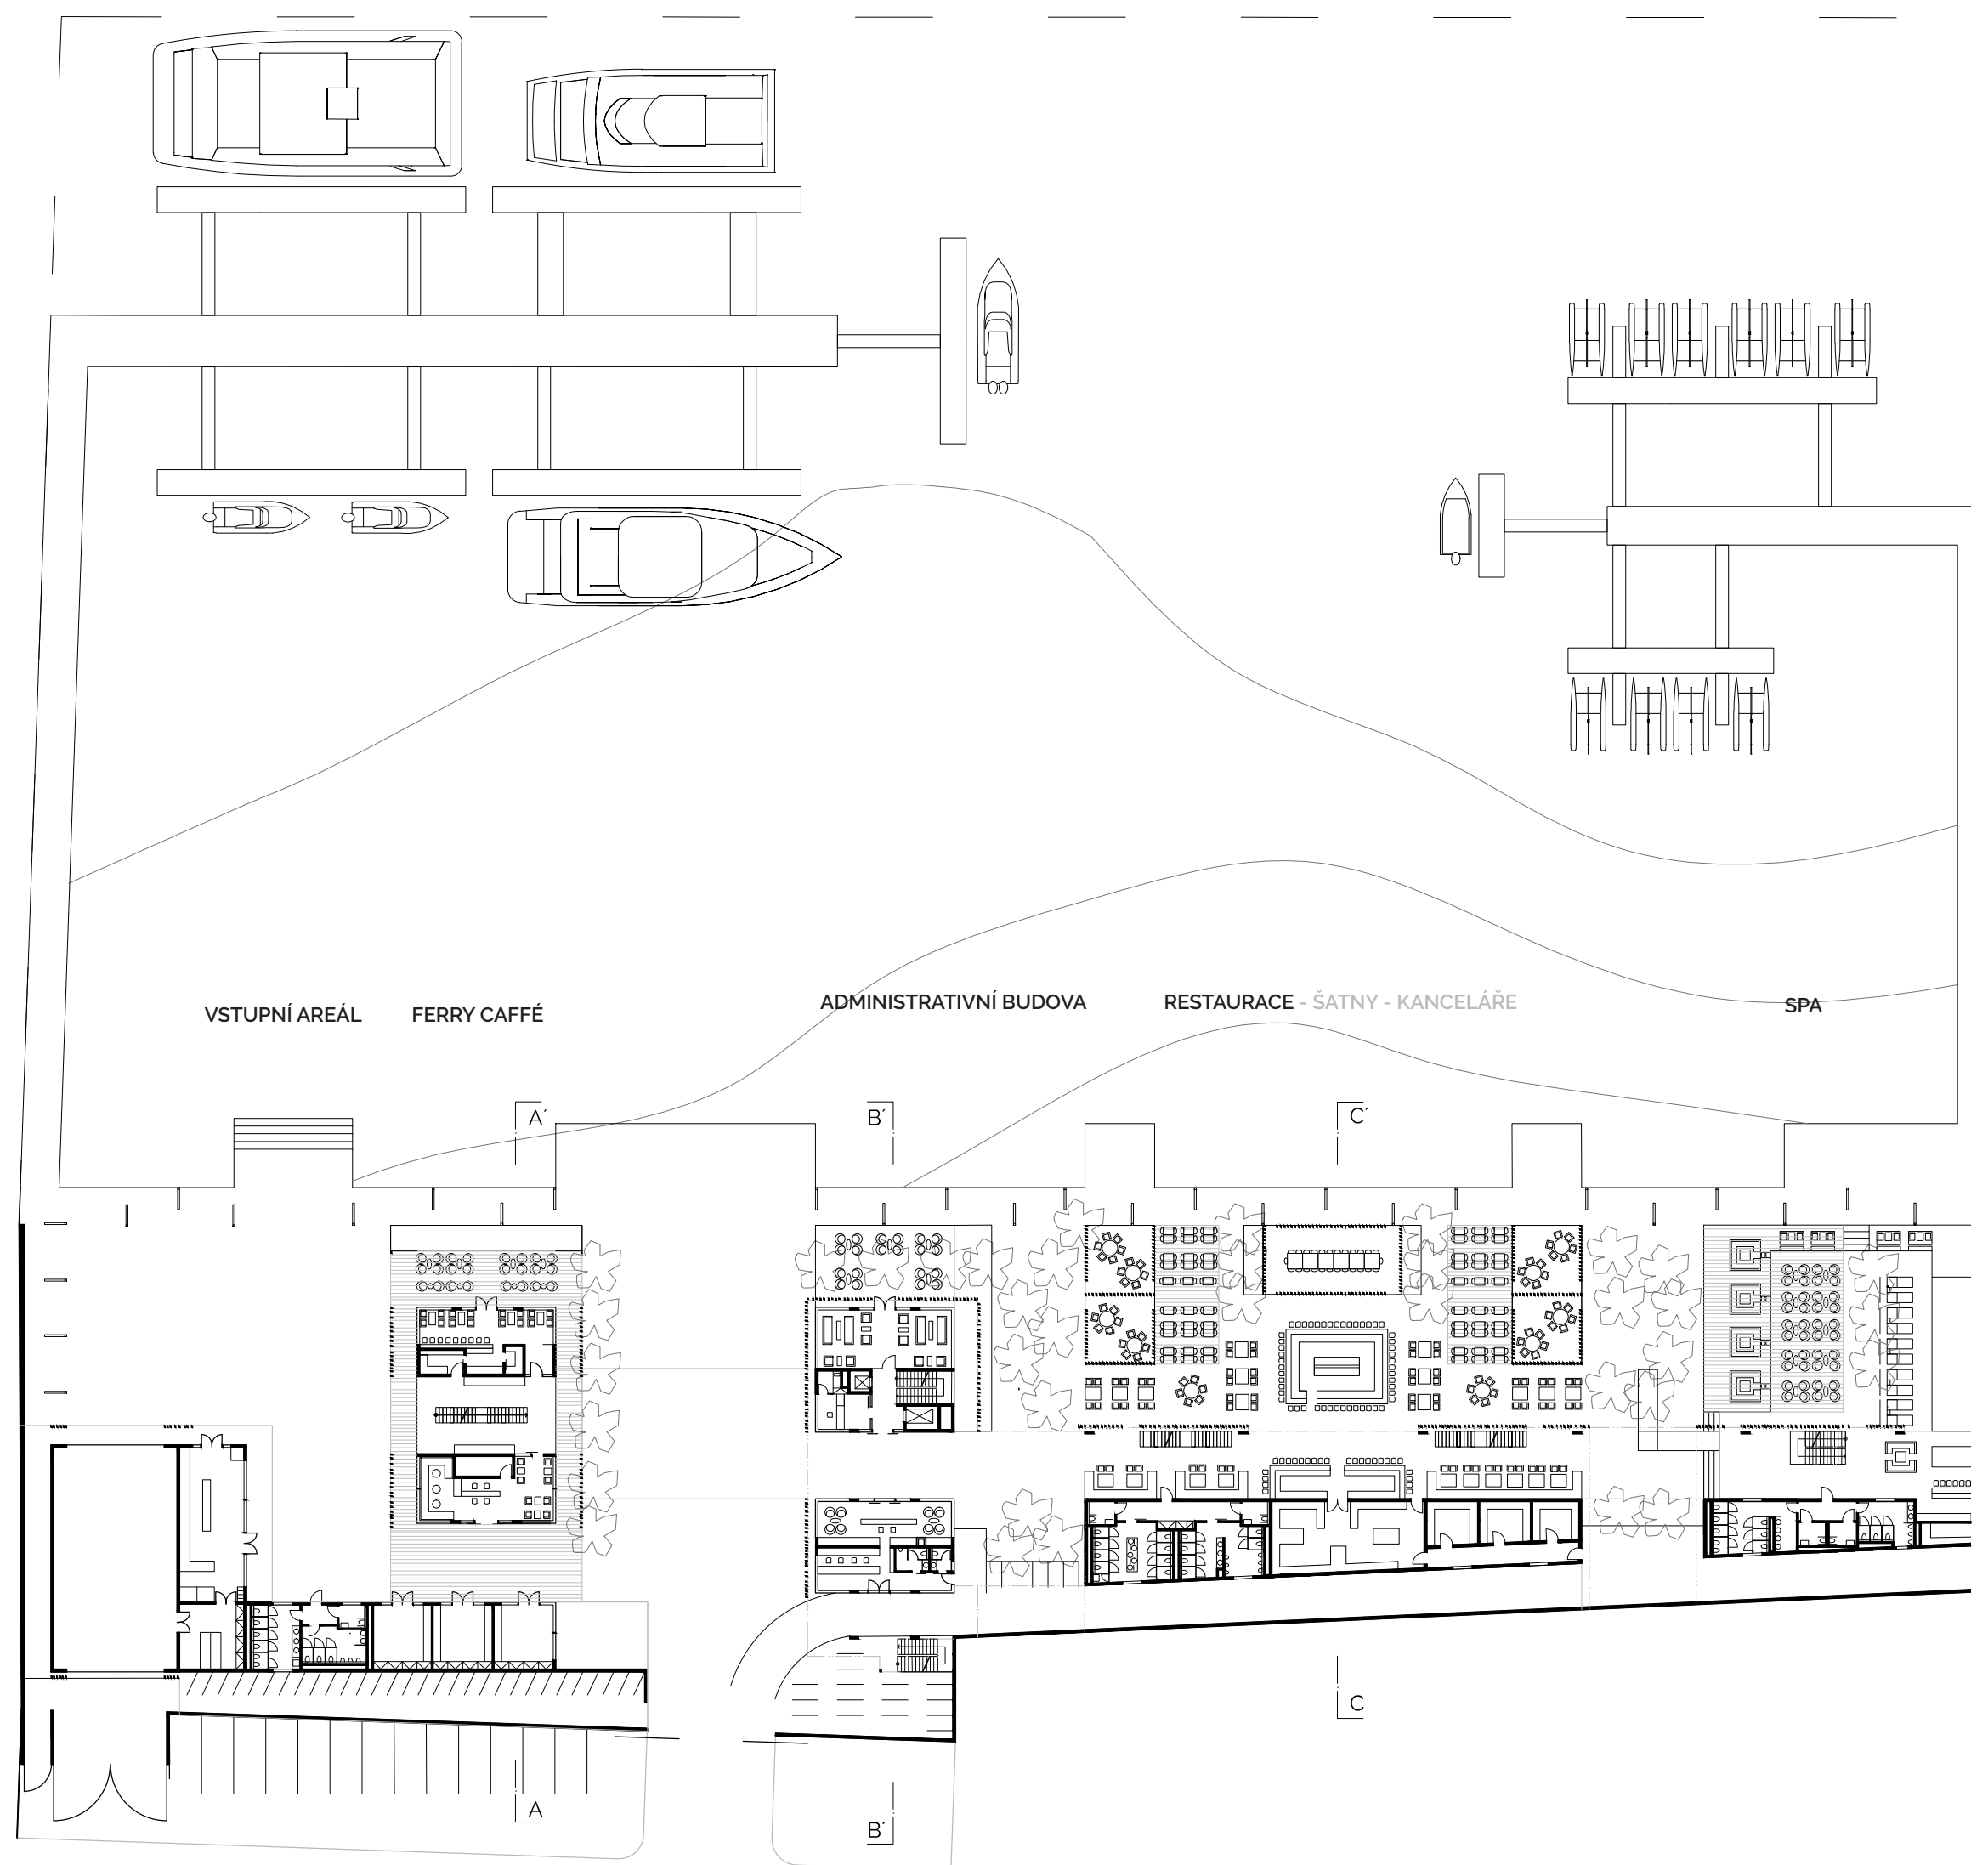 VSTUPNÍ AREÁL
FERRY CAFFÉ
ADMINISTRATIVNÍ BUDOVA
RESTAURACE - ŠATNY - KANCELÁŘE
SPA
A´
B´
C´
C
A
B´